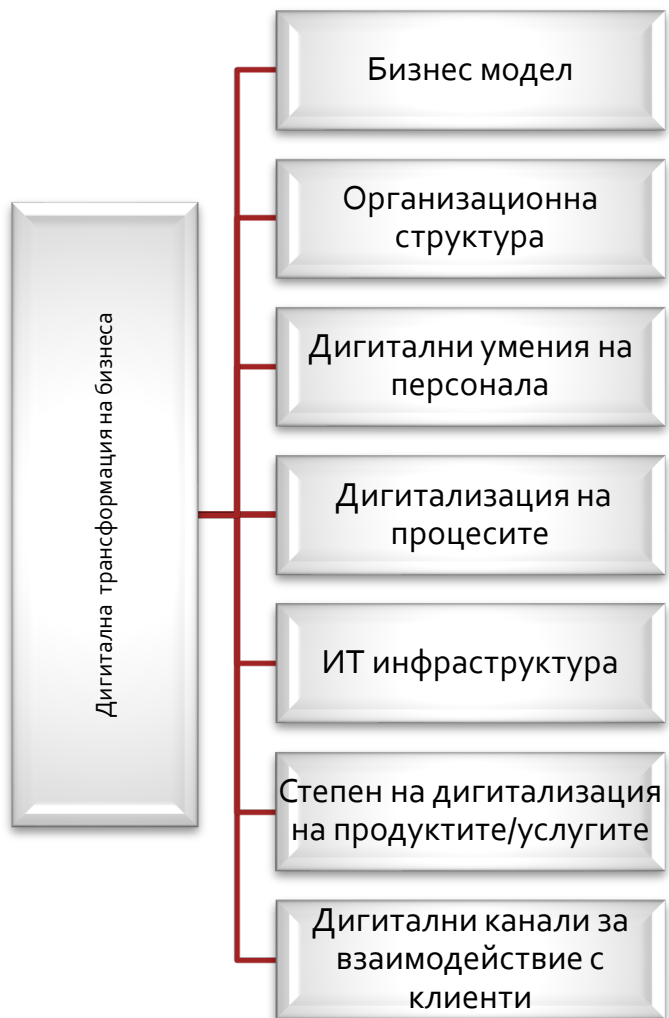 Дигитална трансформация на бизнеса
Бизнес модел
Организационна
структура
Дигитални умения на
персонала
Дигитализация на
процесите
ИТ инфраструктура
Степен на дигитализация
на продуктите/услугите
Дигитални канали за
взаимодействие с
клиенти